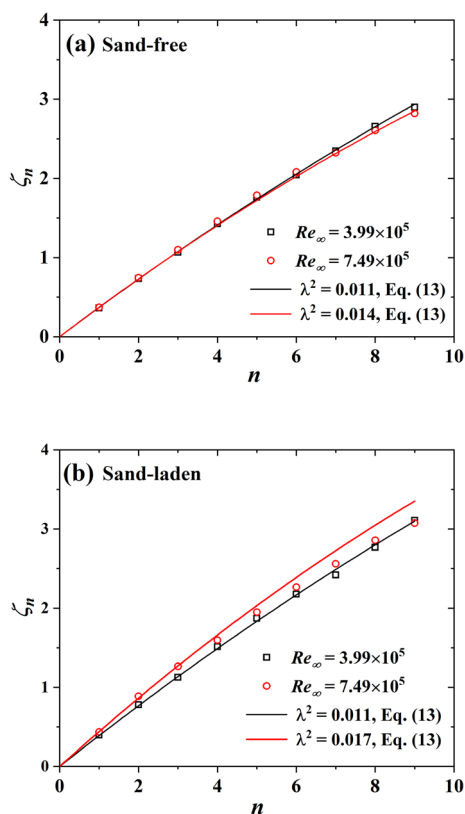 (a) Sand-free
4
3
2
1
0
ζn
Re∞ = 3.99×10⁵
Re∞ = 7.49×10⁵
λ² = 0.011, Eq. (13)
λ² = 0.014, Eq. (13)
0 2 4 6 8 10
n
(b) Sand-laden
4
3
2
1
0
ζn
Re∞ = 3.99×10⁵
Re∞ = 7.49×10⁵
λ² = 0.011, Eq. (13)
λ² = 0.017, Eq. (13)
0 2 4 6 8 10
n